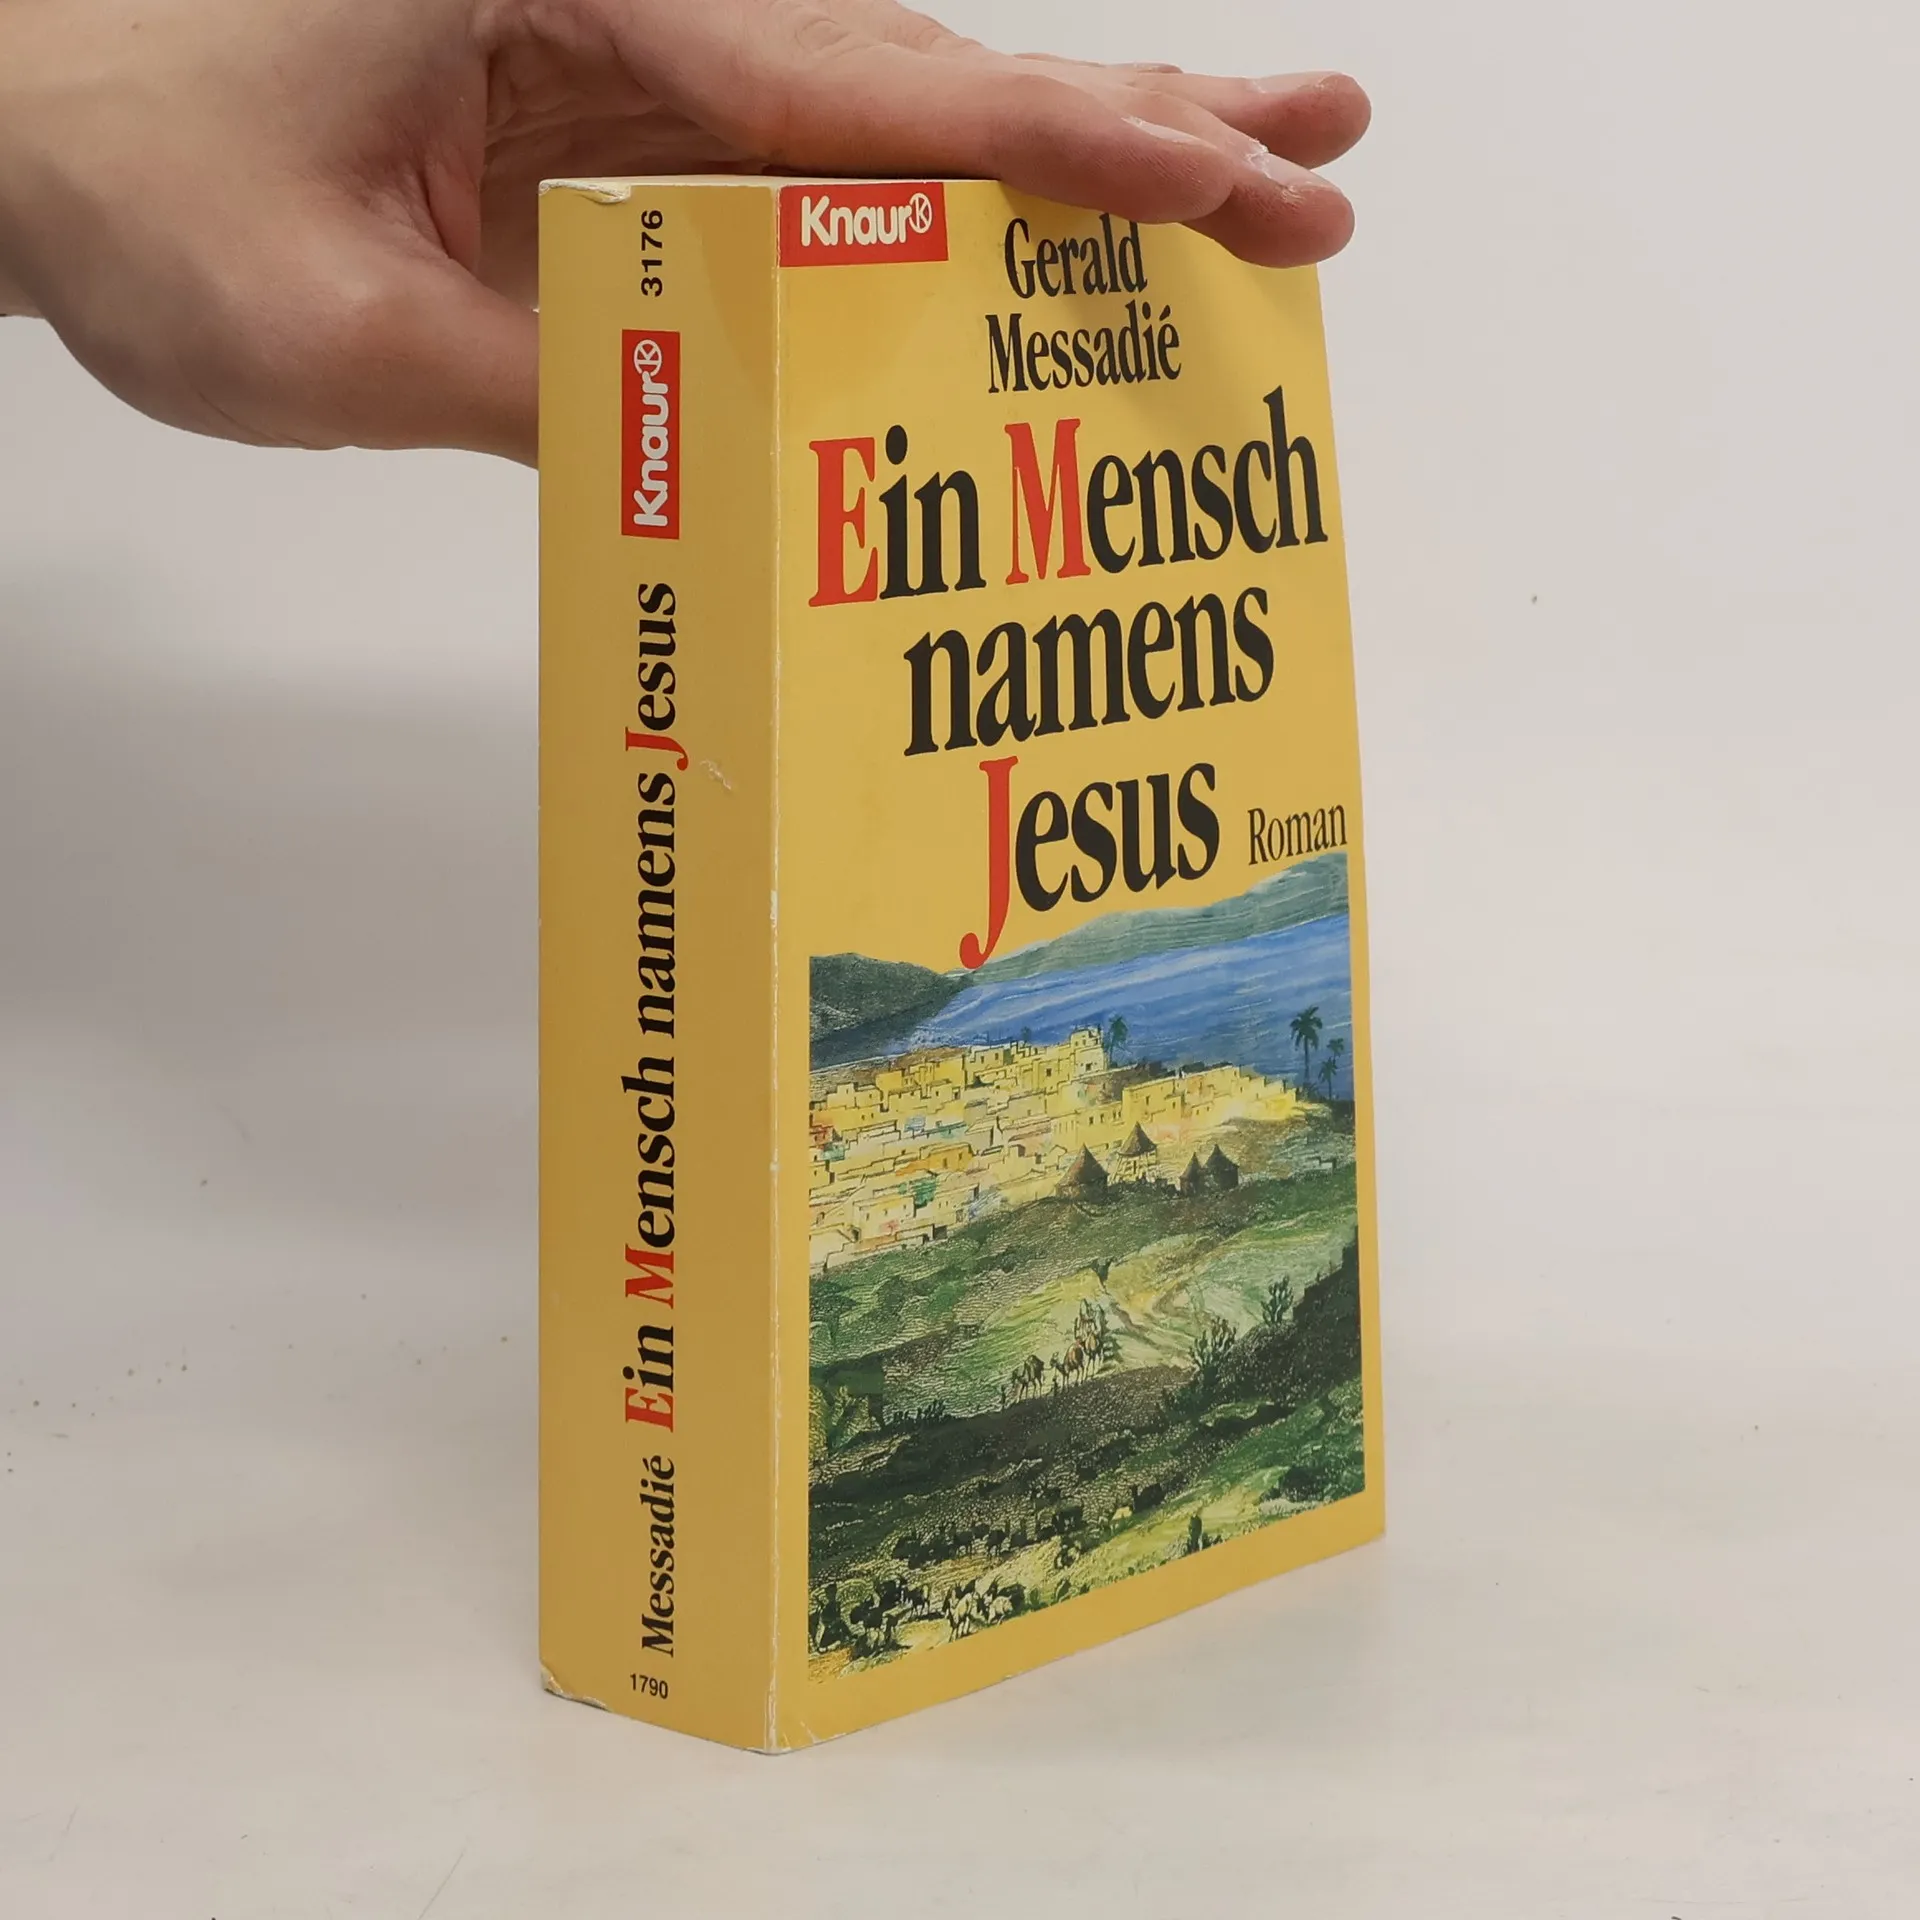 3176
Knaur
Ein Mensch namens Jesus
Messadié
1790
Knaur
Gerald
Messadié
Ein Mensch
namens
Jesus
Roman